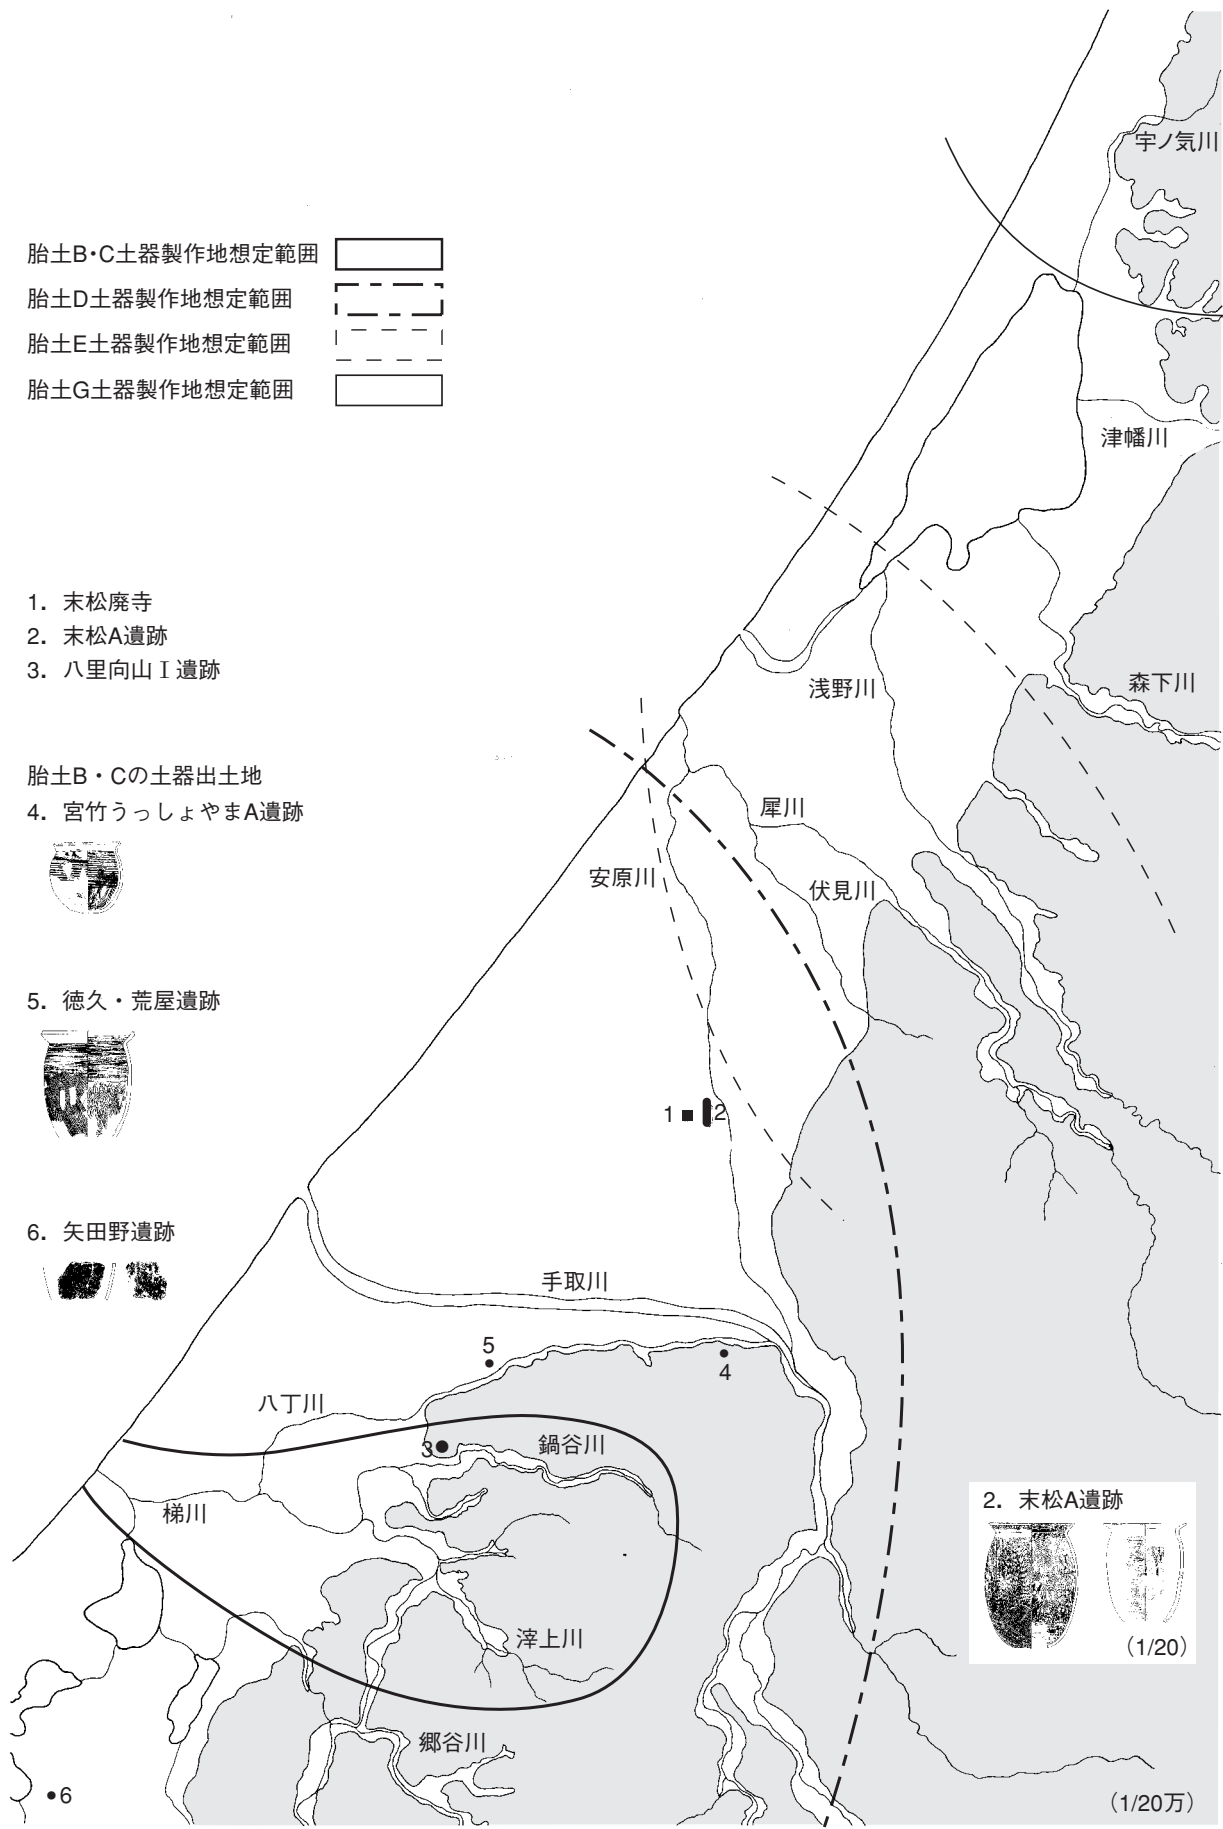 胎土B・C土器製作地想定範囲
胎土D土器製作地想定範囲
胎土E土器製作地想定範囲
胎土G土器製作地想定範囲
1．末松廃寺
2．末松A遺跡
3．八里向山Ⅰ遺跡
胎土B・Cの土器出土地
4．宮竹うっしょやまA遺跡
5．徳久・荒屋遺跡
6．矢田野遺跡
宇ノ気川
津幡川
森下川
浅野川
犀川
安原川
伏見川
1
2
手取川
5
4
八丁川
3
鍋谷川
梯川
滓上川
郷谷川
6
2．末松A遺跡
（1/20）
（1/20万）